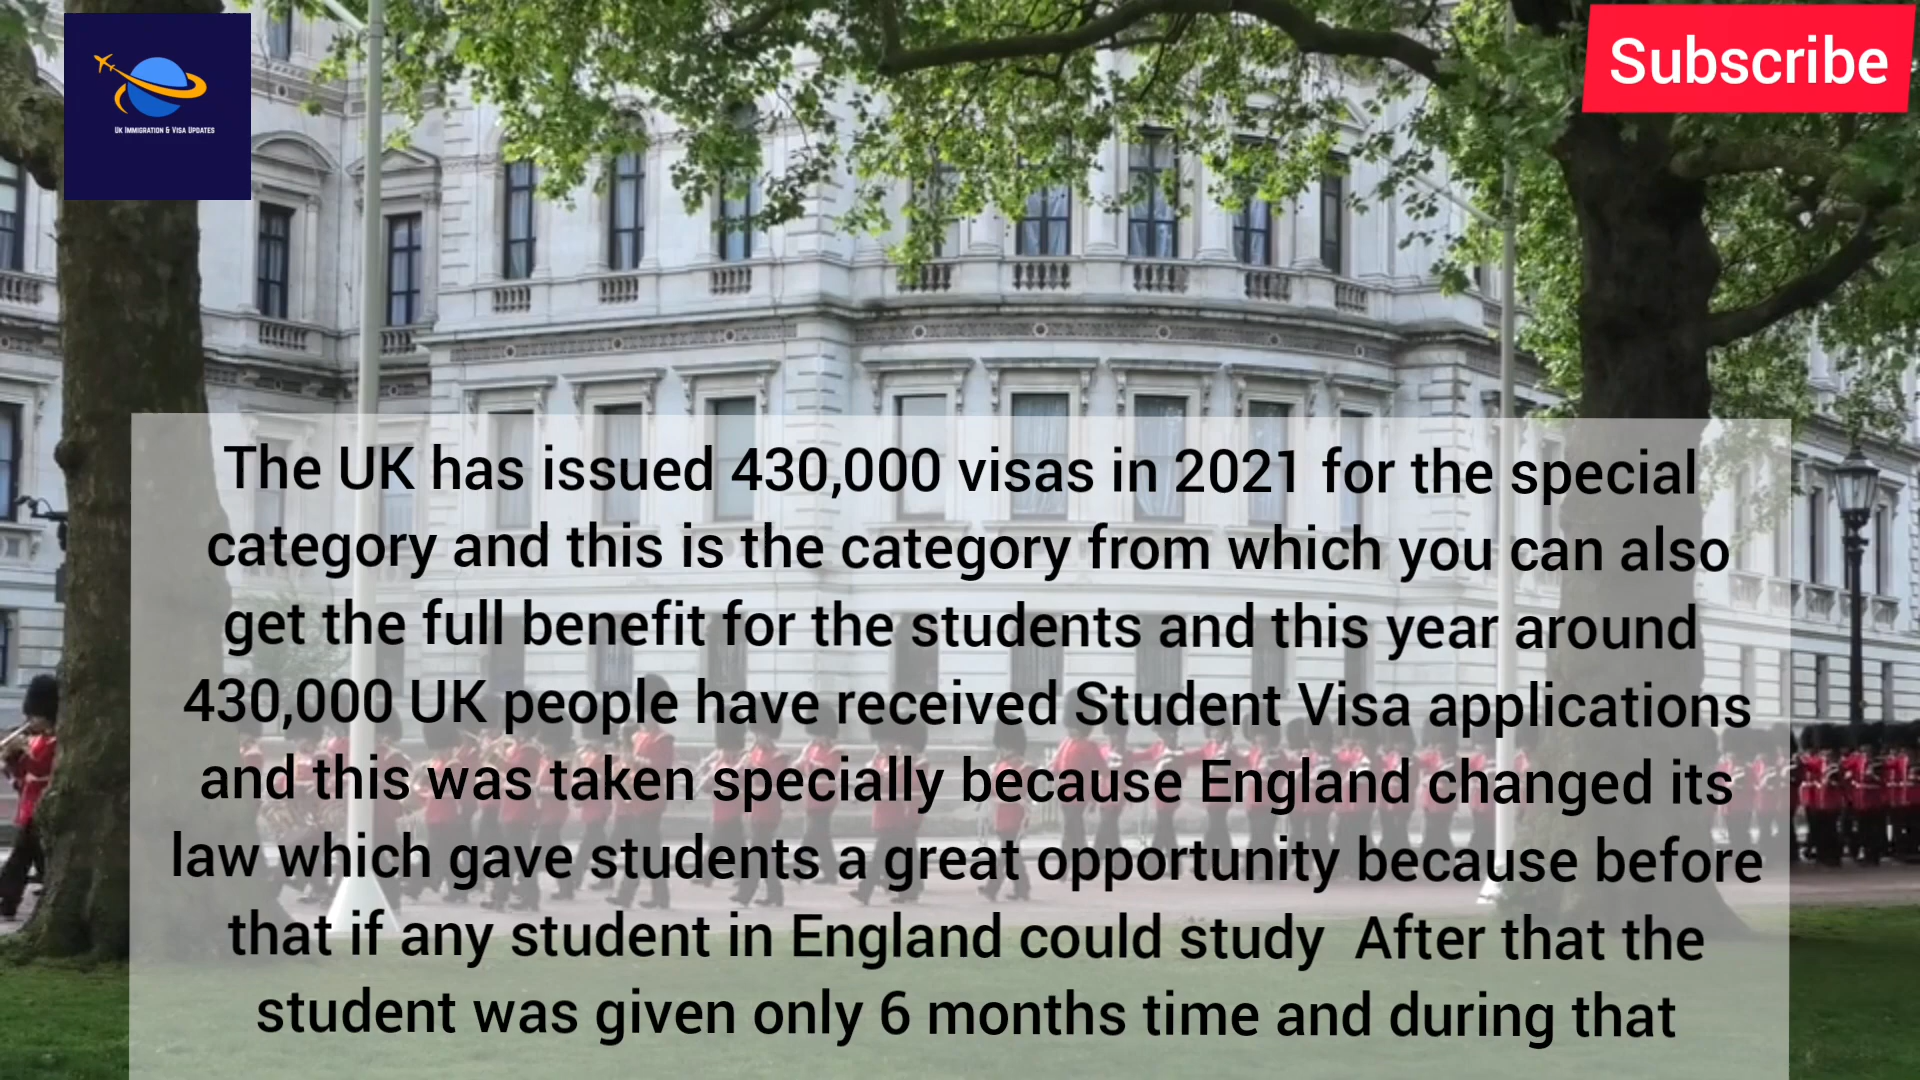 UK Immigration & Visa Updates
Subscribe
The UK has issued 430,000 visas in 2021 for the special
category and this is the category from which you can also
get the full benefit for the students and this year around
430,000 UK people have received Student Visa applications
and this was taken specially because England changed its
law which gave students a great opportunity because before
that if any student in England could study  After that the
student was given only 6 months time and during that